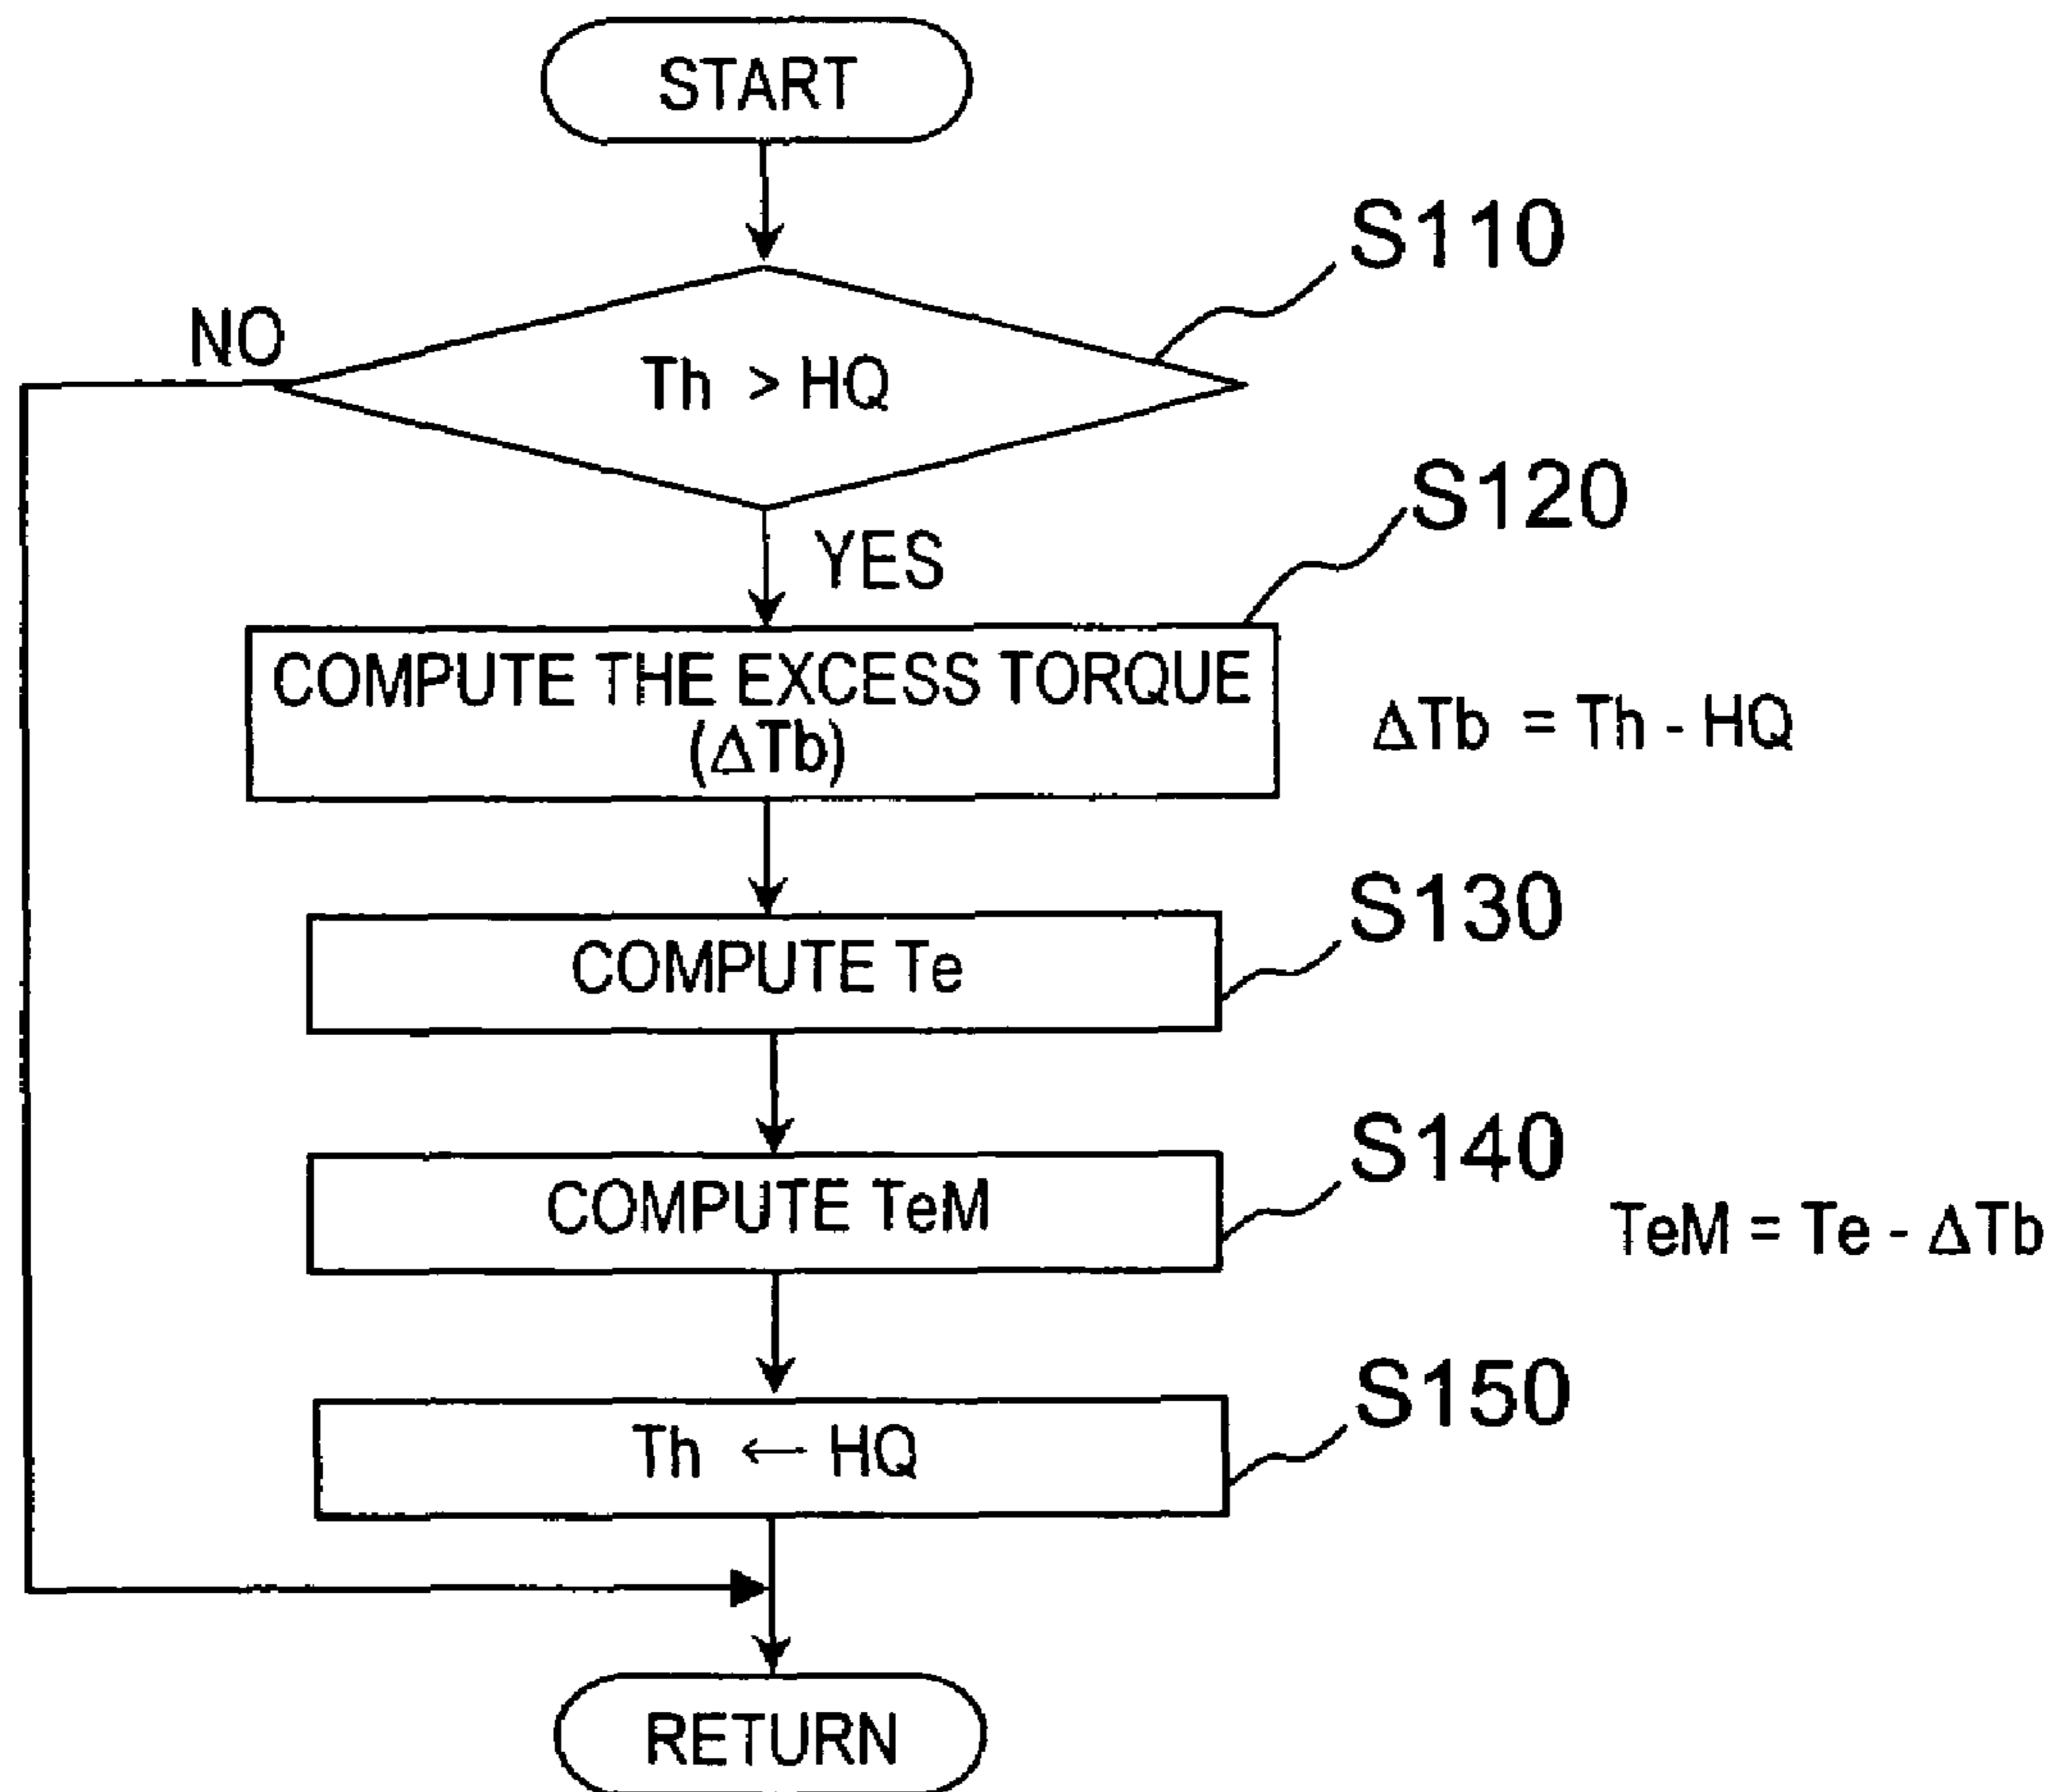 START
S110
NO
Th > HQ
S120
YES
COMPUTE THE EXCESS TORQUE
(ΔTb)
ΔTb = Th - HQ
S130
COMPUTE Te
S140
COMPUTE TeM
TeM = Te - ΔTb
S150
Th ← HQ
RETURN